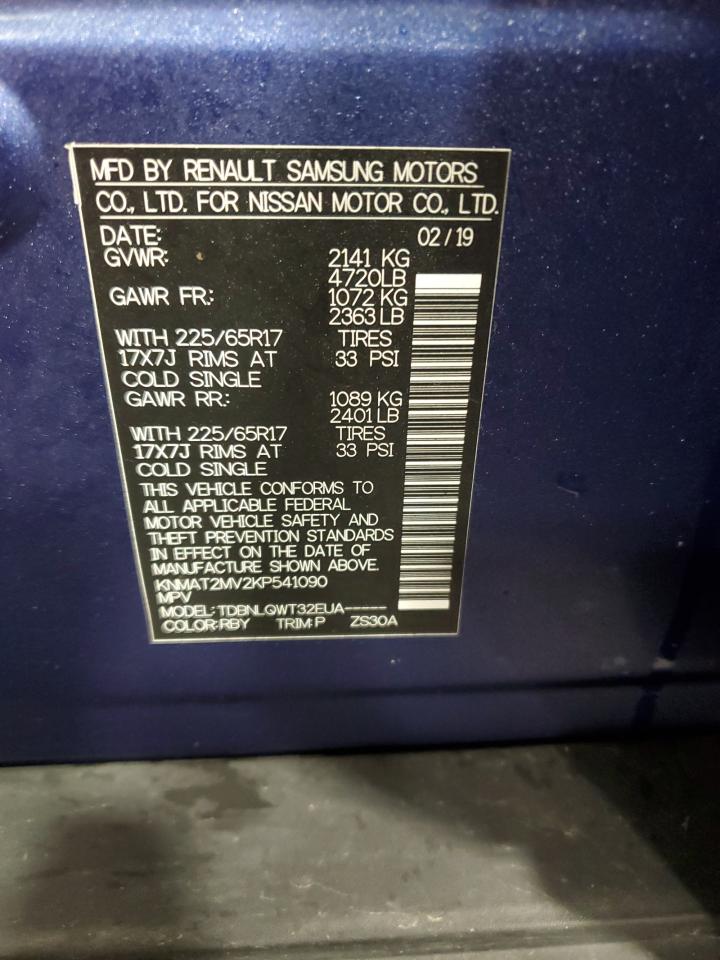 MFD BY RENAULT SAMSUNG MOTORS
CO., LTD. FOR NISSAN MOTOR CO., LTD.
DATE: 02/19
GVWR: 2141 KG
4720LB
GAWR FR: 1072 KG
2363LB
WITH 225/65R17 TIRES
17X7J RIMS AT 33 PSI
COLD SINGLE
GAWR RR: 1089 KG
2401LB
WITH 225/65R17 TIRES
17X7J RIMS AT 33 PSI
COLD SINGLE
THIS VEHICLE CONFORMS TO
ALL APPLICABLE FEDERAL
MOTOR VEHICLE SAFETY AND
THEFT PREVENTION STANDARDS
IN EFFECT ON THE DATE OF
MANUFACTURE SHOWN ABOVE.
KNMAT2MV2KP541090
MPV
MODEL:TDBNLQWT32EUA-----
COLOR:RBY TRIM:P ZS30A